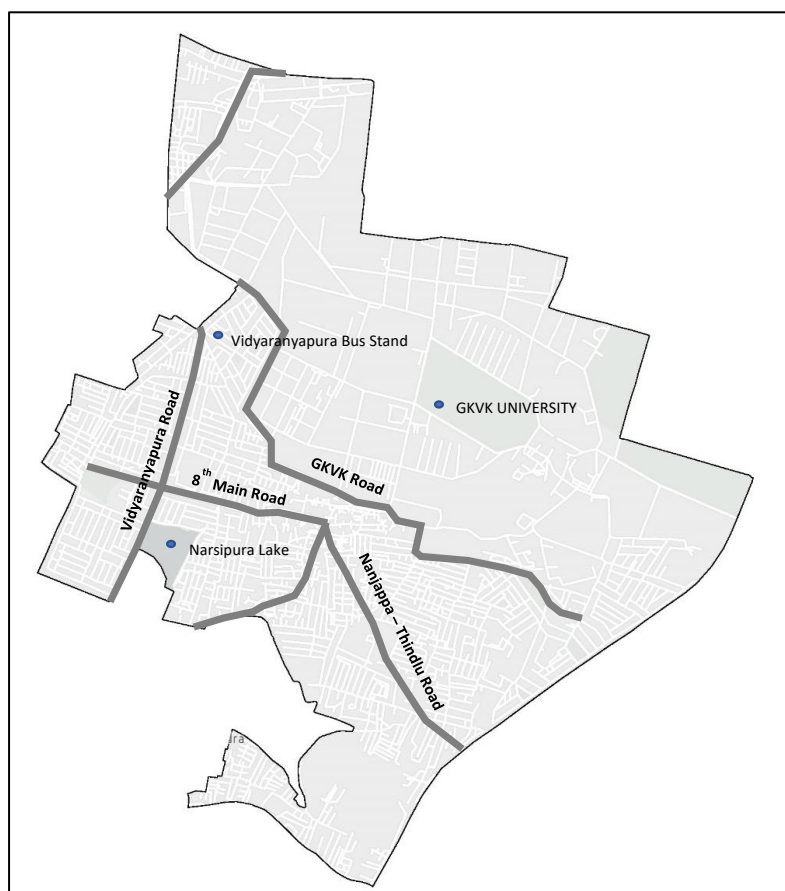 Vidyaranyapura Bus Stand
GKVK UNIVERSITY
Vidyaranyapura Road
GKVK Road
8th Main Road
Narsipura Lake
Nanjappa – Thindlu Road